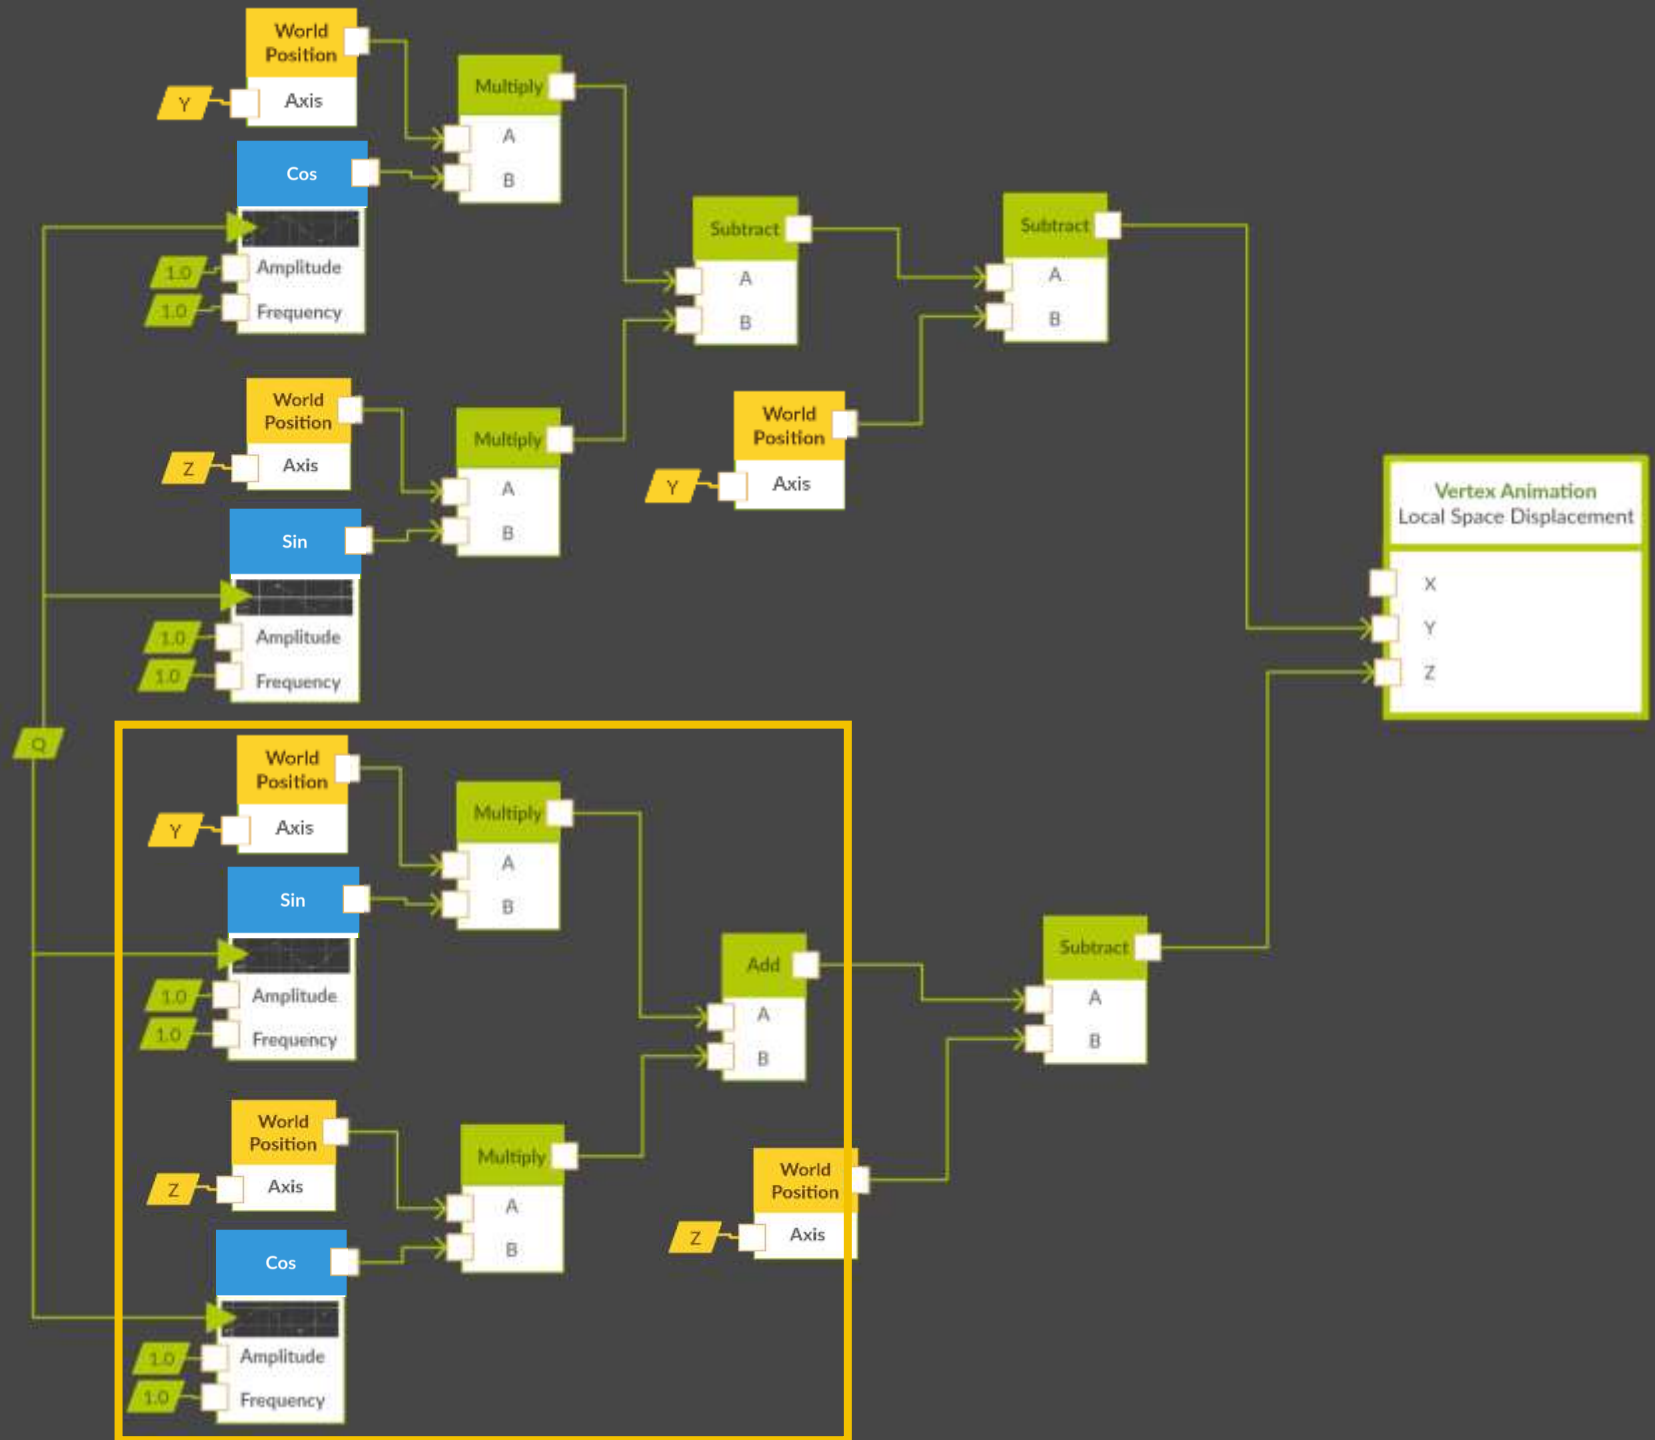 World
Position
Y
Axis
Multiply
A
B
Cos
1.0
Amplitude
1.0
Frequency
Subtract
A
B
Subtract
A
B
World
Position
Z
Axis
Multiply
A
B
Sin
1.0
Amplitude
1.0
Frequency
World
Position
Y
Axis
Vertex Animation
Local Space Displacement
X
Y
Z
Q
World
Position
Y
Axis
Multiply
A
B
Sin
1.0
Amplitude
1.0
Frequency
Add
A
B
Subtract
A
B
World
Position
Z
Axis
Multiply
A
B
World
Position
Z
Axis
Cos
1.0
Amplitude
1.0
Frequency